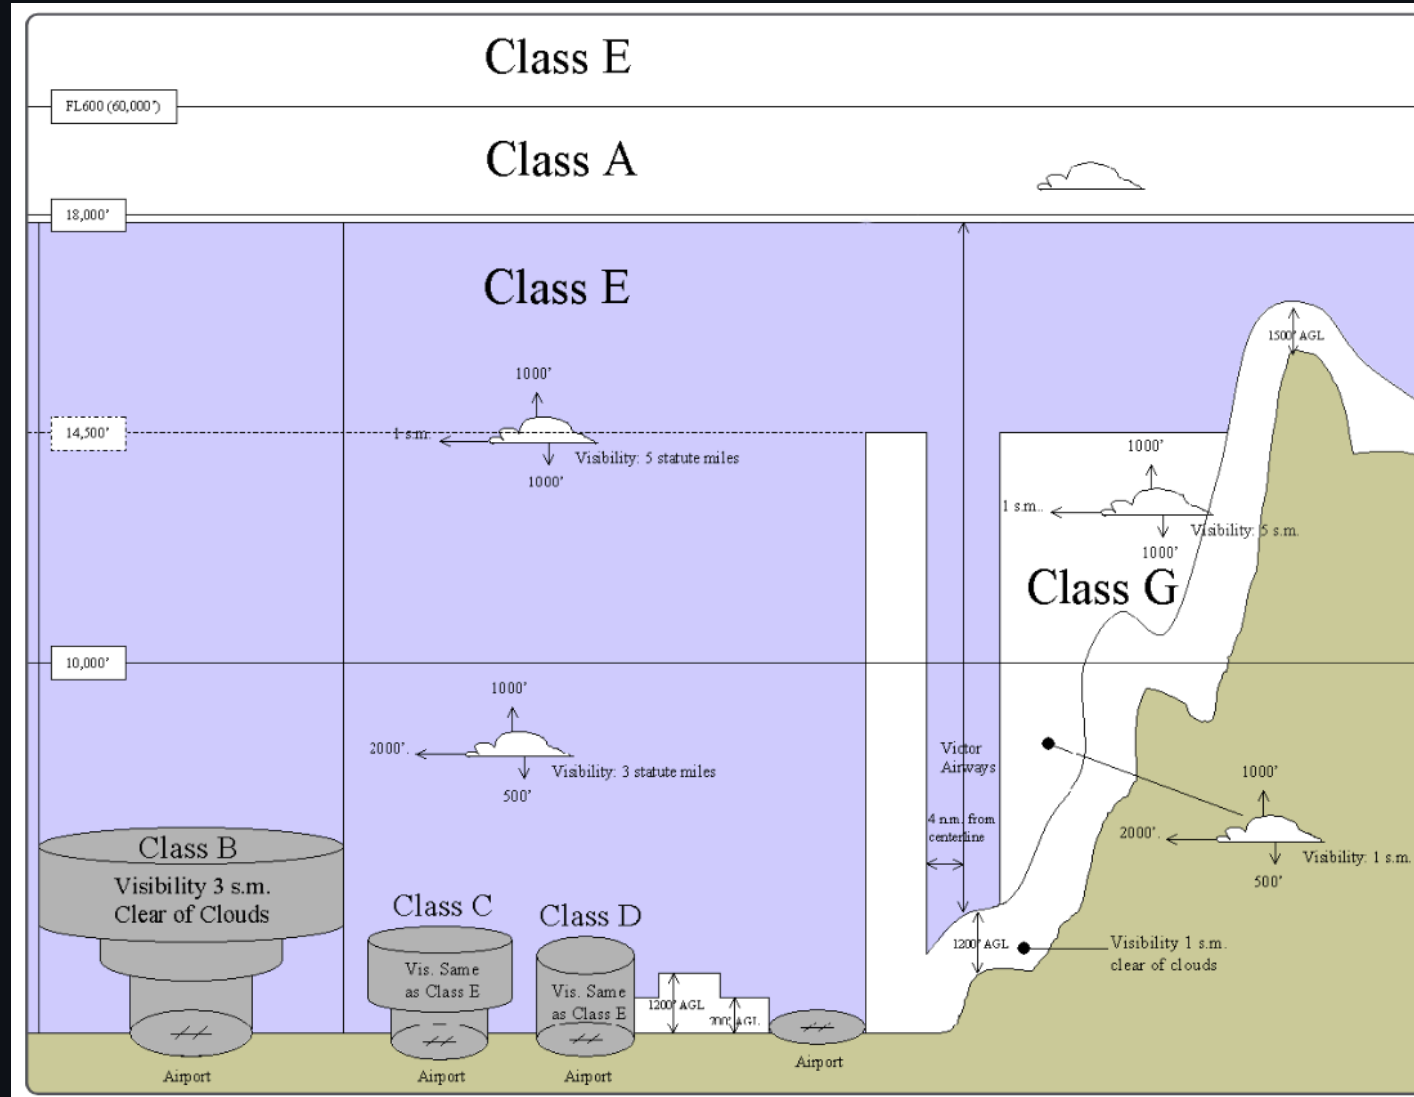 Class E
FL600 (60,000')
Class A
18,000'
Class E
1500' AGL
1000'
14,500'
1 s.m.
Visibility: 5 statute miles
1000'
1000'
1 s.m..
Visibility: 5 s.m.
1000'
Class G
10,000'
1000'
2000'.
Visibility: 3 statute miles
500'
Victor
Airways
1000'
4 n.m. from
centerline
2000'.
Visibility: 1 s.m.
500'
Class B
Visibility 3 s.m.
Clear of Clouds
Class C
Vis. Same
as Class E
Class D
Vis. Same
as Class E
1200' AGL
700' AGL
1200' AGL
Visibility 1 s.m.
clear of clouds
Airport
Airport
Airport
Airport